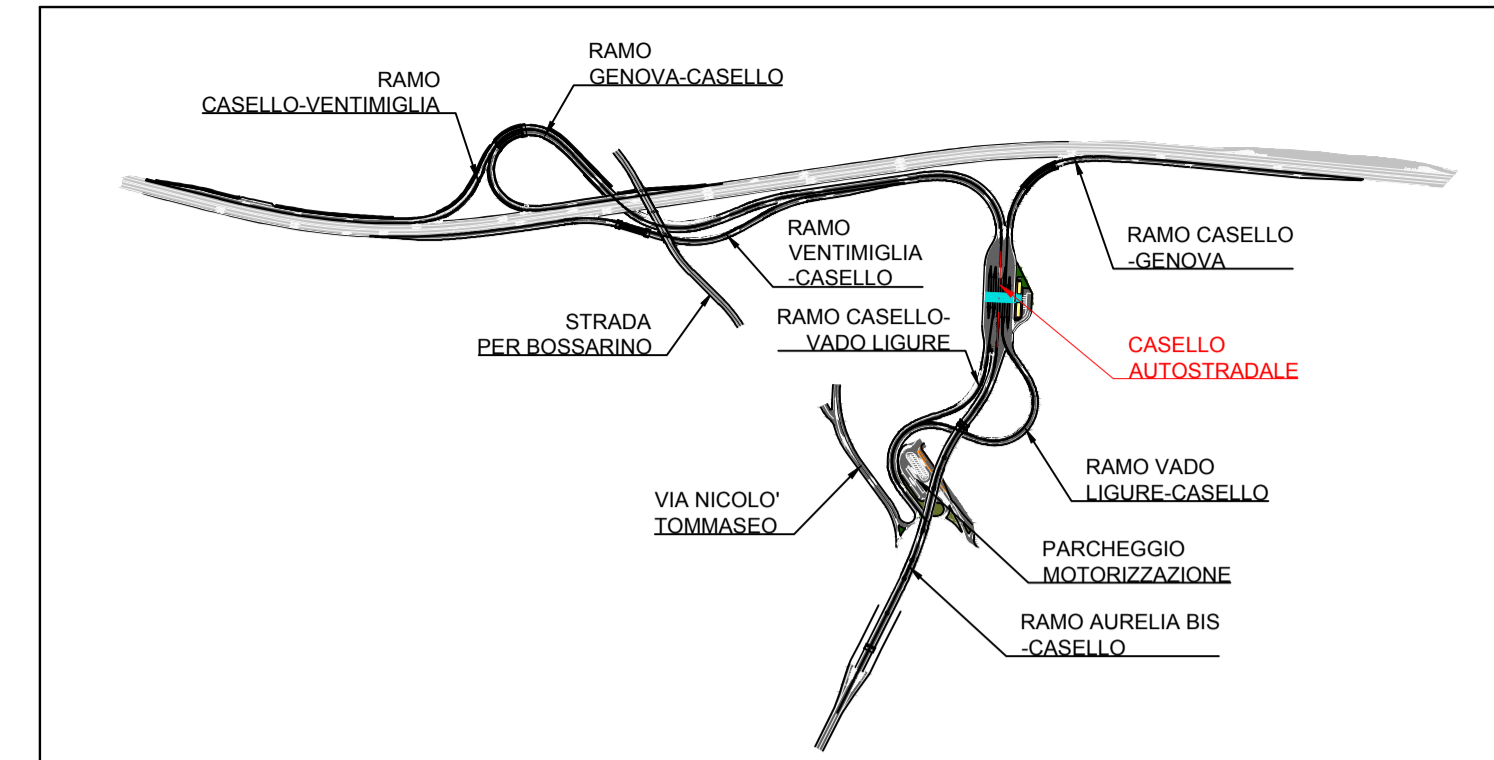 RAMO
GENOVA-CASELLO
RAMO
CASELLO-VENTIMIGLIA
RAMO
VENTIMIGLIA
-CASELLO
RAMO CASELLO
-GENOVA
STRADA
PER BOSSARINO
RAMO CASELLO-
VADO LIGURE
CASELLO
AUTOSTRADALE
RAMO VADO
LIGURE-CASELLO
VIA NICOLO'
TOMMASEO
PARCHEGGIO
MOTORIZZAZIONE
RAMO AURELIA BIS
-CASELLO